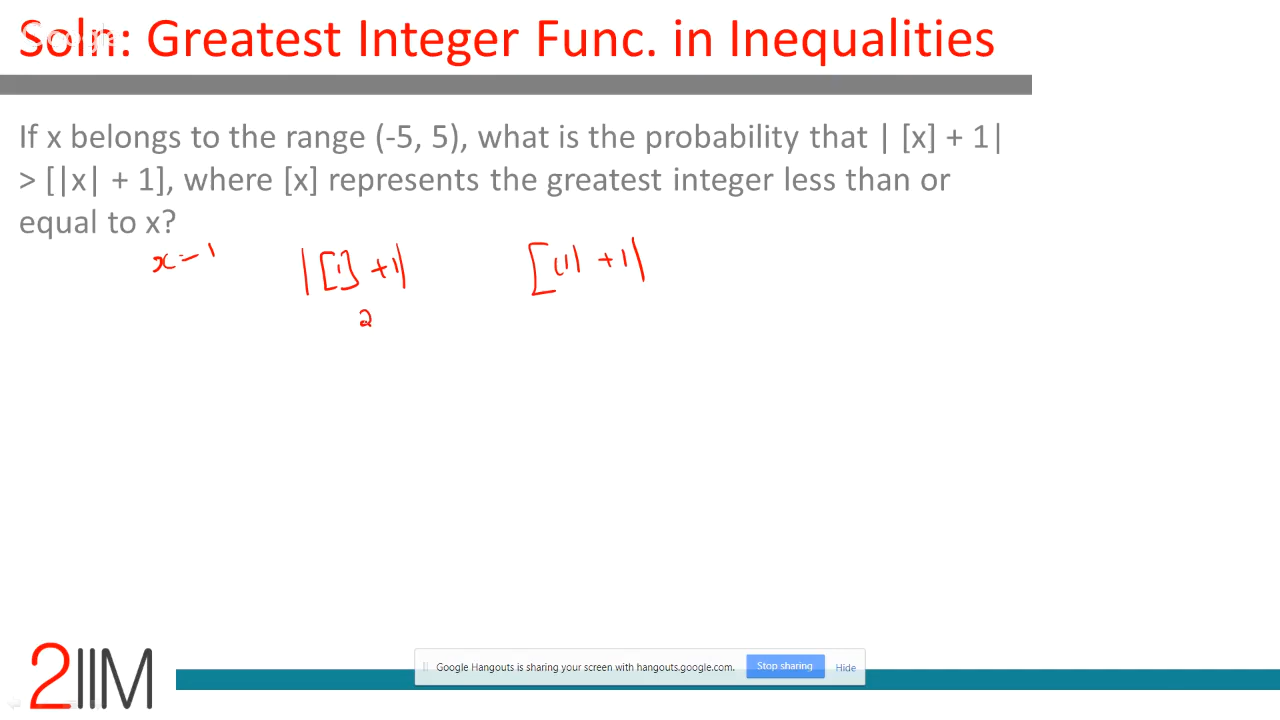 Soln: Greatest Integer Func. in Inequalities
If x belongs to the range (-5, 5), what is the probability that | [x] + 1|
> [|x| + 1], where [x] represents the greatest integer less than or
equal to x?
x = 1 | [1] + 1| [ |1| + 1|
2
2IIM
Google Hangouts is sharing your screen with hangouts.google.com. Stop sharing Hide